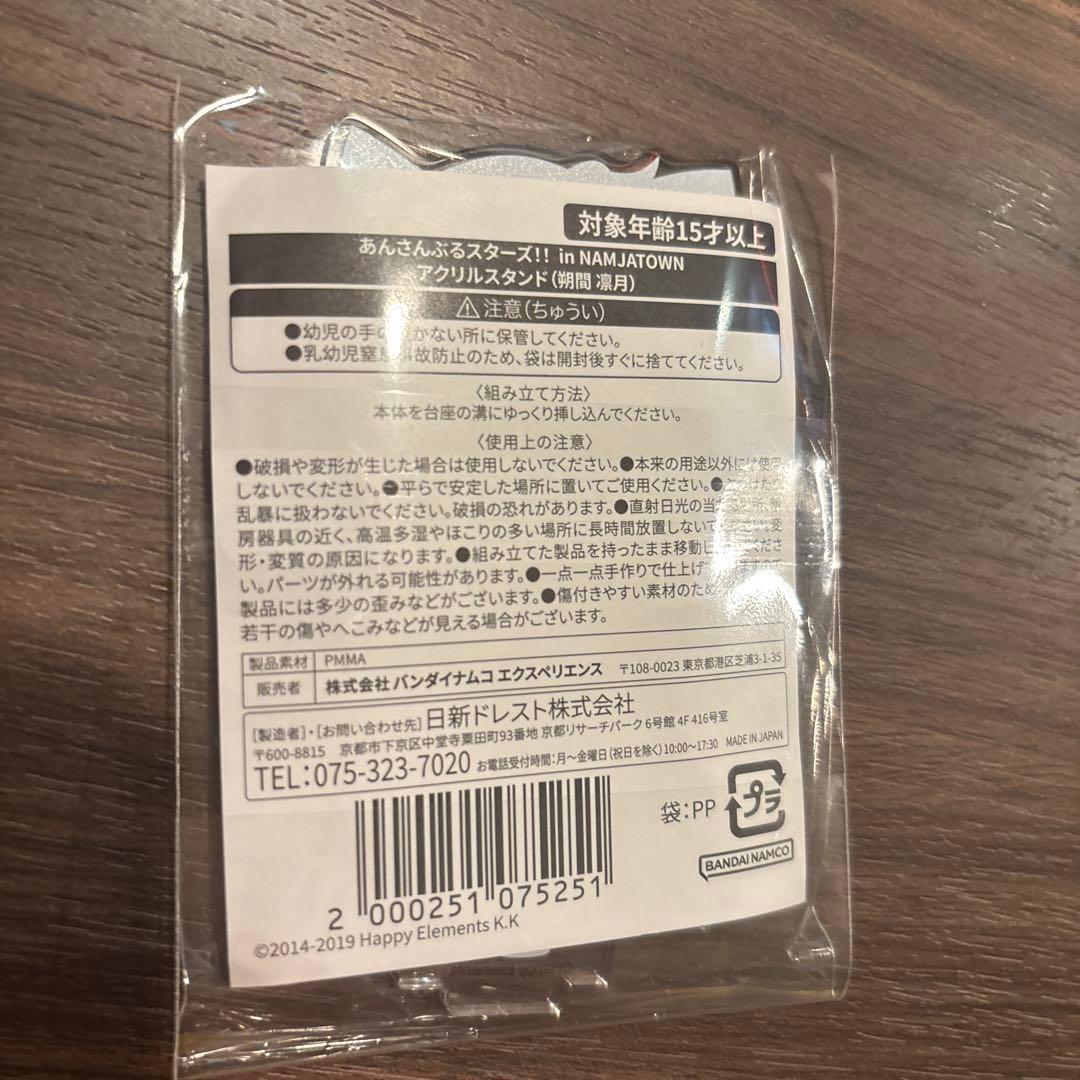 対象年齢15才以上
あんさんぶるスターズ!! in NAMJATOWN
アクリルスタンド(朔間 凛月)
注意(ちゅうい)
●幼児の手の かない所に保管してください。
●乳幼児窒 事故防止のため、袋は開封後すぐに捨ててください。
〈組み立て方法〉
本体を台座の溝にゆっくり挿し込んでください。
〈使用上の注意〉
●破損や変形が生じた場合は使用しないでください。●本来の用途以外には使用
しないでください。●平らで安定した場所に置いてご使用ください。●
乱暴に扱わないでください。破損の恐れがあります。●直射日光の当
房器具の近く、高温多湿やほこりの多い場所に長時間放置しないで 変
形・変質の原因になります。●組み立てた製品を持ったまま移動し くださ
い。パーツが外れる可能性があります。●一点一点手作りで仕上げて
製品には多少の歪みなどがございます。●傷付きやすい素材のため
若干の傷やへこみなどが見える場合がございます。
製品素材 PMMA
販売者 株式会社 バンダイナムコ エクスペリエンス 〒108-0023 東京都港区芝浦3-1-35
[製造者]・[お問い合わせ先] 日新ドレスト株式会社
〒600-8815 京都市下京区中堂寺粟田町93番地 京都リサーチパーク 6号館 4F 416号室
TEL:075-323-7020 お電話受付時間:月〜金曜日(祝日を除く)10:00〜17:30 MADE IN JAPAN
袋:PP プラ
BANDAI NAMCO
2 000251 075251
©2014-2019 Happy Elements K.K